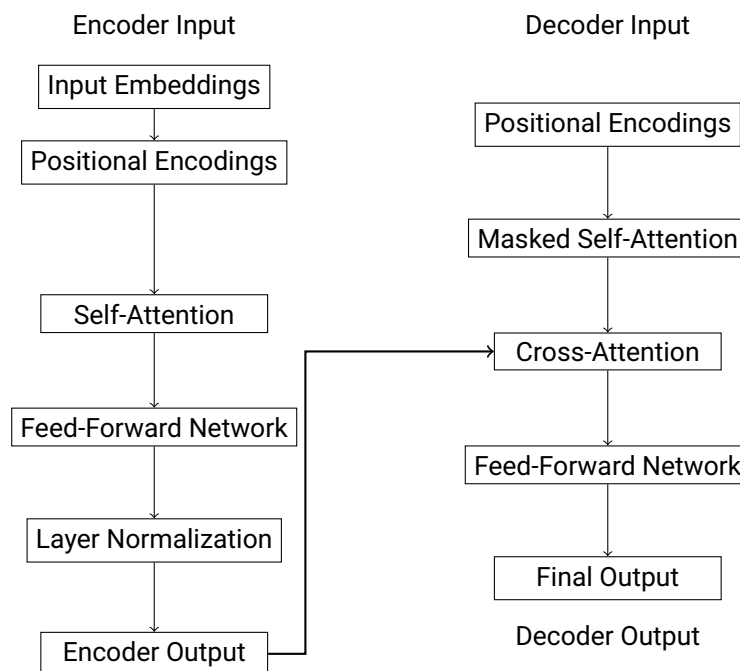 Encoder Input
Input Embeddings
Positional Encodings
Self-Attention
Feed-Forward Network
Layer Normalization
Encoder Output
Decoder Input
Positional Encodings
Masked Self-Attention
Cross-Attention
Feed-Forward Network
Final Output
Decoder Output